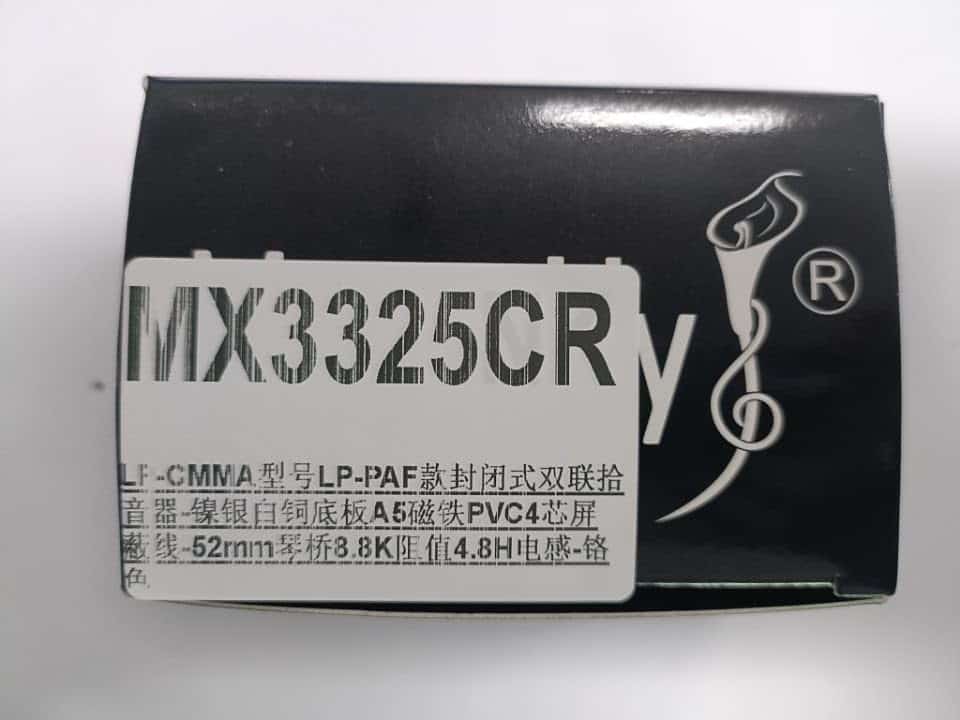 MX3325CR
y
®
LP-CMMA型号LP-PAF款封闭式双联拾
音器-镍银白铜底板A5磁铁PVC4芯屏
蔽线-52mm琴桥8.8K阻值4.8H电感-铬
色